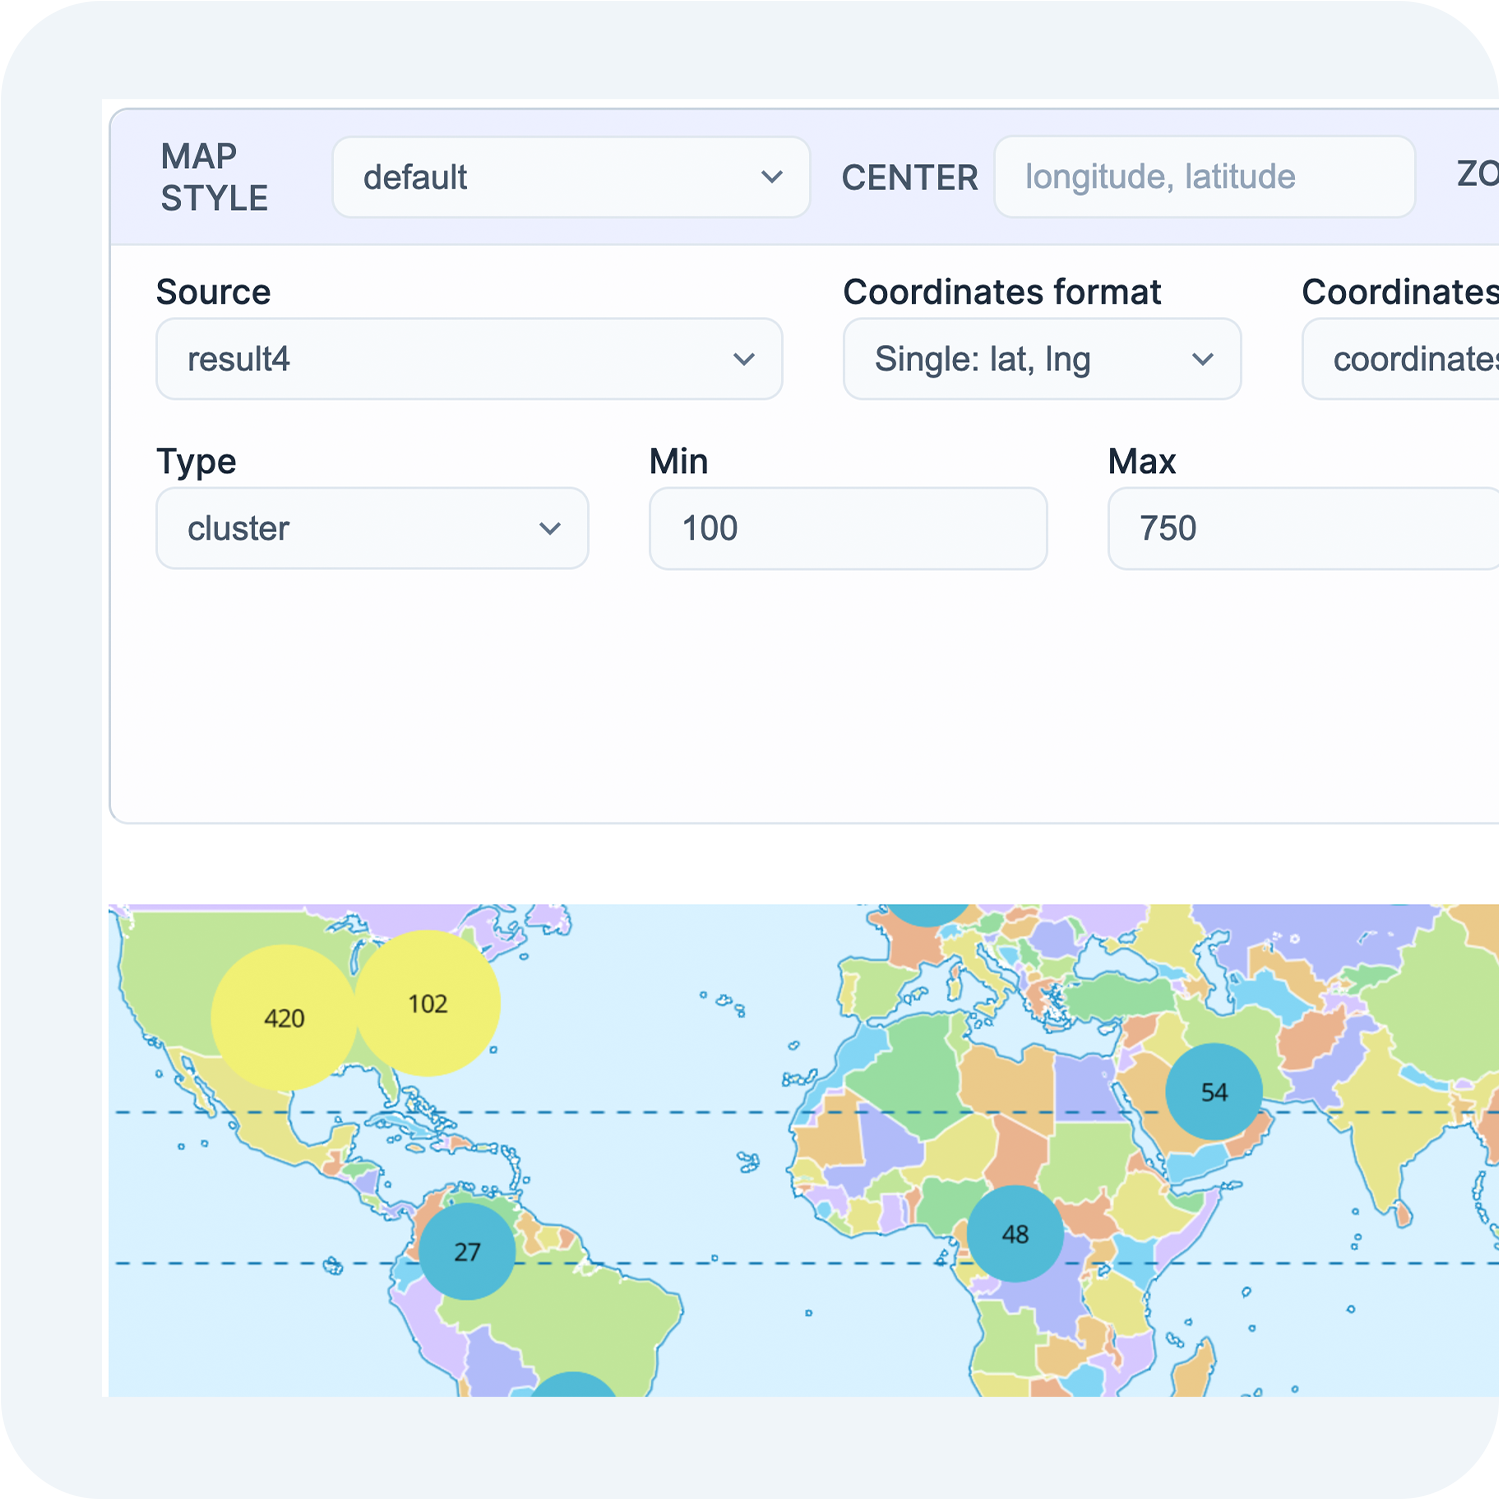 MAP
STYLE
default
CENTER
longitude, latitude
ZO
Source
Coordinates format
Coordinates
result4
Single: lat, lng
coordinates
Type
Min
Max
cluster
100
750
420
102
54
48
27